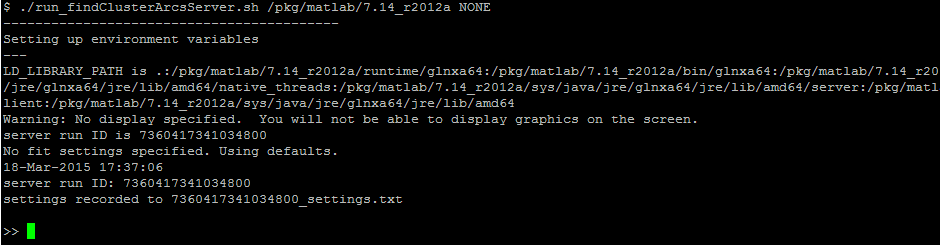 $ ./run_findClusterArcsServer.sh /pkg/matlab/7.14_r2012a NONE
------------------------------------------
Setting up environment variables
---
LD_LIBRARY_PATH is .:/pkg/matlab/7.14_r2012a/runtime/glnxa64:/pkg/matlab/7.14_r2012a/bin/glnxa64:/pkg/matlab/7.14_r20
/jre/glnxa64/jre/lib/amd64/native_threads:/pkg/matlab/7.14_r2012a/sys/java/jre/glnxa64/jre/lib/amd64/server:/pkg/matl
lient:/pkg/matlab/7.14_r2012a/sys/java/jre/glnxa64/jre/lib/amd64
Warning: No display specified.  You will not be able to display graphics on the screen.
server run ID is 7360417341034800
No fit settings specified. Using defaults.
18-Mar-2015 17:37:06
server run ID: 7360417341034800
settings recorded to 7360417341034800_settings.txt
>>